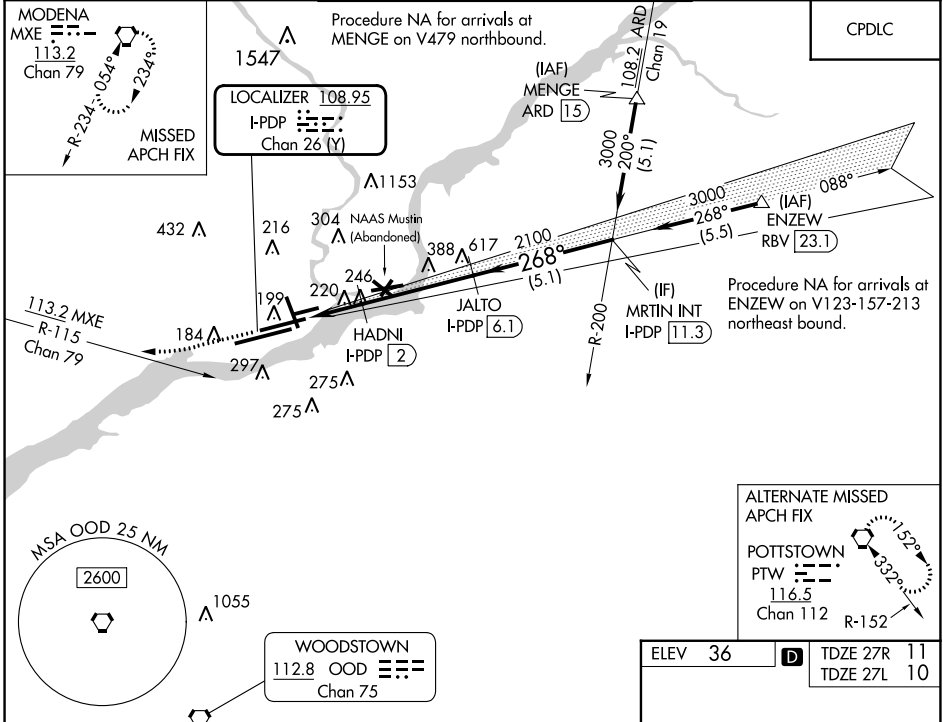 MODENA
MXE
113.2
Chan 79
R-234
054°
234°
MISSED
APCH FIX
1547
Procedure NA for arrivals at
MENGE on V479 northbound.
CPDLC
LOCALIZER 108.95
I-PDP
Chan 26 (Y)
(IAF)
MENGE
ARD 15
108.2 ARD
Chan 19
3000
200°
(5.1)
1153
432
216
304
NAAS Mustin
(Abandoned)
388
617
2100
268°
(5.1)
3000
268°
(5.5)
088°
(IAF)
ENZEW
RBV 23.1
Procedure NA for arrivals at
ENZEW on V123-157-213
northeast bound.
199
220
246
HADNI
I-PDP 2
JALTO
I-PDP 6.1
(IF)
MRTIN INT
I-PDP 11.3
R-200
113.2 MXE
R-115
Chan 79
184
297
275
275
MSA OOD 25 NM
2600
1055
WOODSTOWN
112.8 OOD
Chan 75
ALTERNATE MISSED
APCH FIX
POTTSTOWN
PTW
116.5
Chan 112
152°
332°
R-152
ELEV 36
D
TDZE 27R 11
TDZE 27L 10